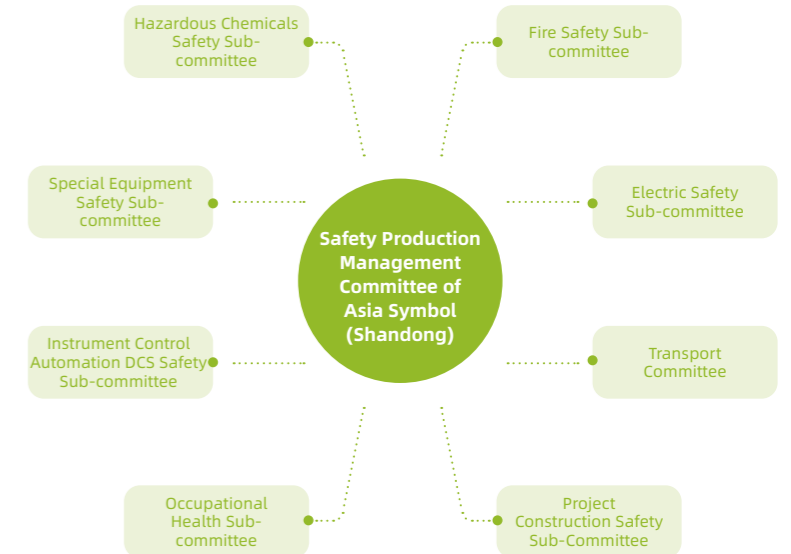 Hazardous Chemicals
Safety Sub-
committee
Fire Safety Sub-
committee
Special Equipment
Safety Sub-
committee
Electric Safety
Sub-committee
Safety Production
Management
Committee of
Asia Symbol
(Shandong)
Instrument Control
Automation DCS Safety
Sub-committee
Transport
Committee
Occupational
Health Sub-
committee
Project
Construction Safety
Sub-Committee